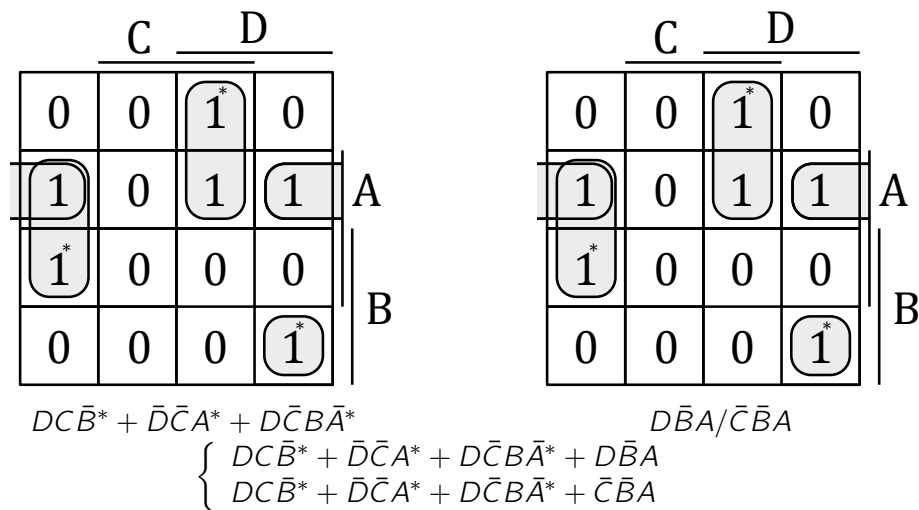 C D C D
0 0 1* 0 0 0 1* 0
1 0 1 1 A 1 0 1 1 A
1* 0 0 0 1* 0 0 0
B B
0 0 0 1* 0 0 0 1*
DCB̄* + D̄C̄A* + DC̄BĀ* DB̄A/C̄B̄A
{ DCB̄* + D̄C̄A* + DC̄BĀ* + DB̄A
DCB̄* + D̄C̄A* + DC̄BĀ* + C̄B̄A